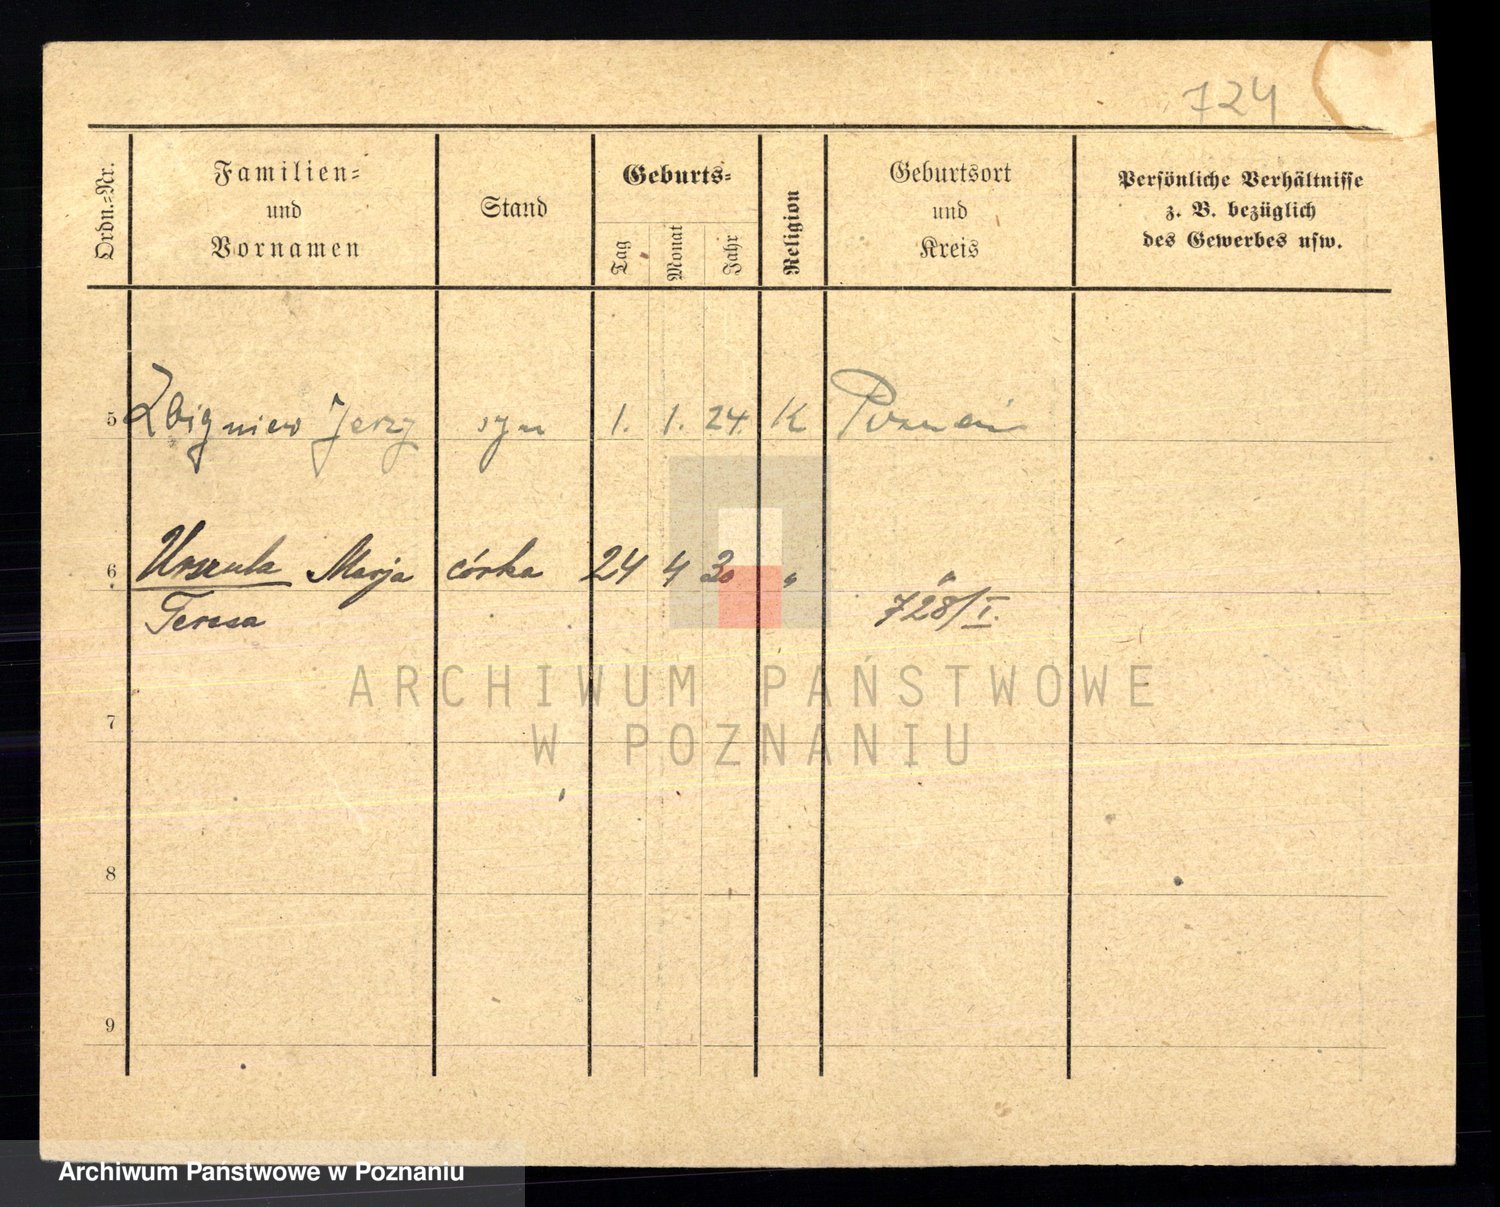 724
Ordn.-Nr.
Familien-
und
Vornamen
Stand
Geburts-
Tag
Monat
Jahr
Religion
Geburtsort
und
Kreis
Persönliche Verhältnisse
z. B. bezüglich
des Gewerbes usw.
5 Zbigniew Jerzy syn 1. 1. 24. K Poznań
6 Urszula Marja córka 24 4 30 " "
Teresa 728/I.
ARCHIWUM PAŃSTWOWE
W POZNANIU
7
8
9
Archiwum Państwowe w Poznaniu